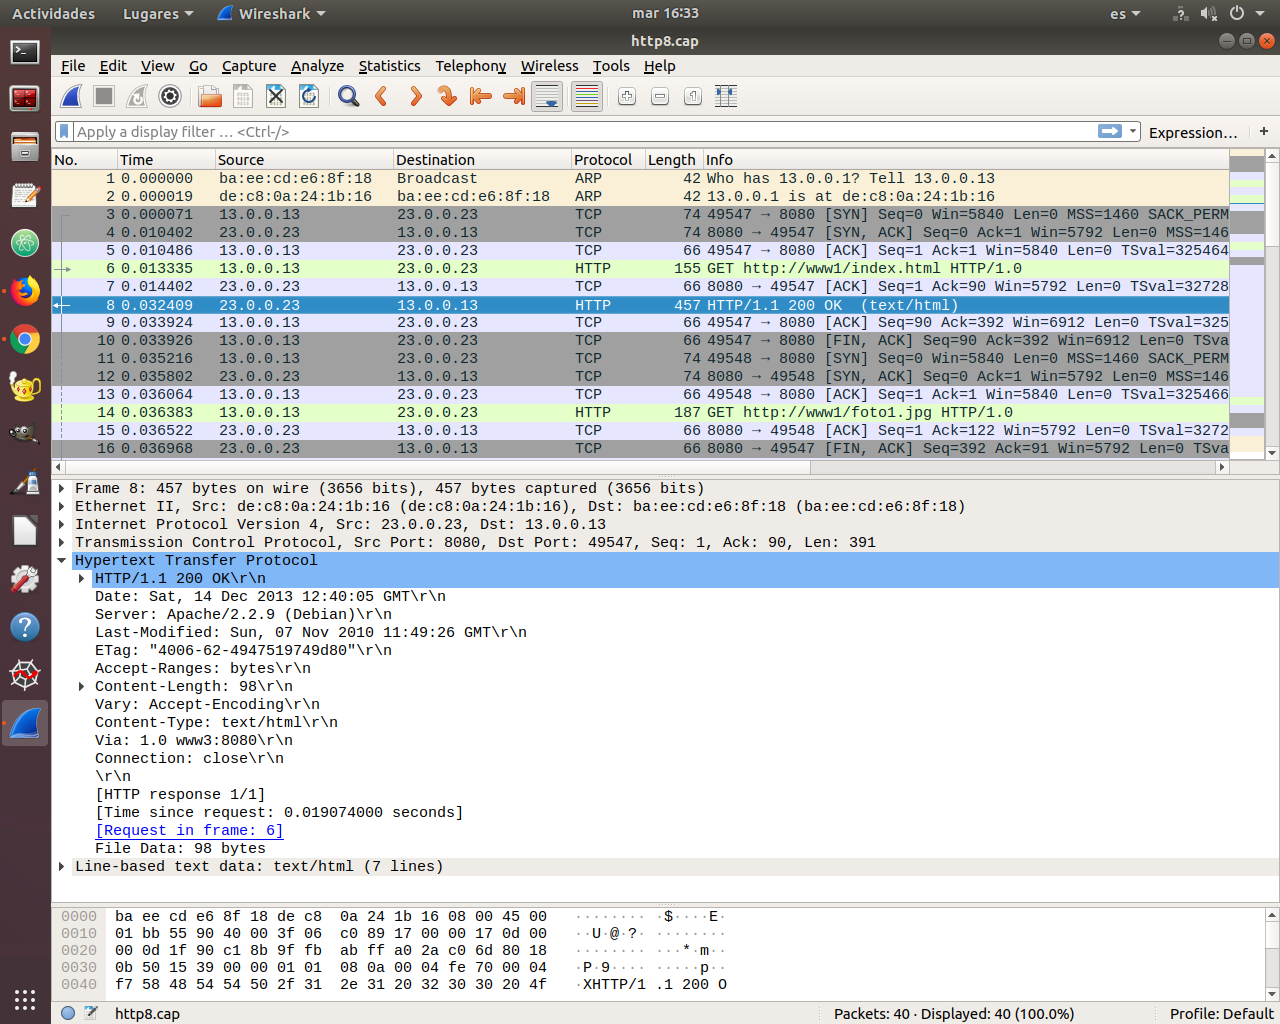 Actividades Lugares Wireshark mar 16:33 es
http8.cap
File Edit View Go Capture Analyze Statistics Telephony Wireless Tools Help
Apply a display filter … <Ctrl-/> Expression… +
No. Time Source Destination Protocol Length Info
1 0.000000 ba:ee:cd:e6:8f:18 Broadcast ARP 42 Who has 13.0.0.1? Tell 13.0.0.13
2 0.000019 de:c8:0a:24:1b:16 ba:ee:cd:e6:8f:18 ARP 42 13.0.0.1 is at de:c8:0a:24:1b:16
3 0.000071 13.0.0.13 23.0.0.23 TCP 74 49547 → 8080 [SYN] Seq=0 Win=5840 Len=0 MSS=1460 SACK_PERM
4 0.010402 23.0.0.23 13.0.0.13 TCP 74 8080 → 49547 [SYN, ACK] Seq=0 Ack=1 Win=5792 Len=0 MSS=146
5 0.010486 13.0.0.13 23.0.0.23 TCP 66 49547 → 8080 [ACK] Seq=1 Ack=1 Win=5840 Len=0 TSval=325464
6 0.013335 13.0.0.13 23.0.0.23 HTTP 155 GET http://www1/index.html HTTP/1.0
7 0.014402 23.0.0.23 13.0.0.13 TCP 66 8080 → 49547 [ACK] Seq=1 Ack=90 Win=5792 Len=0 TSval=32728
8 0.032409 23.0.0.23 13.0.0.13 HTTP 457 HTTP/1.1 200 OK (text/html)
9 0.033924 13.0.0.13 23.0.0.23 TCP 66 49547 → 8080 [ACK] Seq=90 Ack=392 Win=6912 Len=0 TSval=325
10 0.033926 13.0.0.13 23.0.0.23 TCP 66 49547 → 8080 [FIN, ACK] Seq=90 Ack=392 Win=6912 Len=0 TSva
11 0.035216 13.0.0.13 23.0.0.23 TCP 74 49548 → 8080 [SYN] Seq=0 Win=5840 Len=0 MSS=1460 SACK_PERM
12 0.035802 23.0.0.23 13.0.0.13 TCP 74 8080 → 49548 [SYN, ACK] Seq=0 Ack=1 Win=5792 Len=0 MSS=146
13 0.036064 13.0.0.13 23.0.0.23 TCP 66 49548 → 8080 [ACK] Seq=1 Ack=1 Win=5840 Len=0 TSval=325466
14 0.036383 13.0.0.13 23.0.0.23 HTTP 187 GET http://www1/foto1.jpg HTTP/1.0
15 0.036522 23.0.0.23 13.0.0.13 TCP 66 8080 → 49548 [ACK] Seq=1 Ack=122 Win=5792 Len=0 TSval=3272
16 0.036968 23.0.0.23 13.0.0.13 TCP 66 8080 → 49547 [FIN, ACK] Seq=392 Ack=91 Win=5792 Len=0 TSva
Frame 8: 457 bytes on wire (3656 bits), 457 bytes captured (3656 bits)
Ethernet II, Src: de:c8:0a:24:1b:16 (de:c8:0a:24:1b:16), Dst: ba:ee:cd:e6:8f:18 (ba:ee:cd:e6:8f:18)
Internet Protocol Version 4, Src: 23.0.0.23, Dst: 13.0.0.13
Transmission Control Protocol, Src Port: 8080, Dst Port: 49547, Seq: 1, Ack: 90, Len: 391
Hypertext Transfer Protocol
HTTP/1.1 200 OK\r\n
Date: Sat, 14 Dec 2013 12:40:05 GMT\r\n
Server: Apache/2.2.9 (Debian)\r\n
Last-Modified: Sun, 07 Nov 2010 11:49:26 GMT\r\n
ETag: "4006-62-4947519749d80"\r\n
Accept-Ranges: bytes\r\n
Content-Length: 98\r\n
Vary: Accept-Encoding\r\n
Content-Type: text/html\r\n
Via: 1.0 www3:8080\r\n
Connection: close\r\n
\r\n
[HTTP response 1/1]
[Time since request: 0.019074000 seconds]
[Request in frame: 6]
File Data: 98 bytes
Line-based text data: text/html (7 lines)
0000 ba ee cd e6 8f 18 de c8 0a 24 1b 16 08 00 45 00 ········ ·$····E·
0010 01 bb 55 90 40 00 3f 06 c0 89 17 00 00 17 0d 00 ··U·@·?· ········
0020 00 0d 1f 90 c1 8b 9f fb ab ff a0 2a c0 6d 80 18 ········ ···*·m··
0030 0b 50 15 39 00 00 01 01 08 0a 00 04 fe 70 00 04 ·P·9···· ·····p··
0040 f7 58 48 54 54 50 2f 31 2e 31 20 32 30 30 20 4f ·XHTTP/1 .1 200 O
http8.cap Packets: 40 · Displayed: 40 (100.0%) Profile: Default